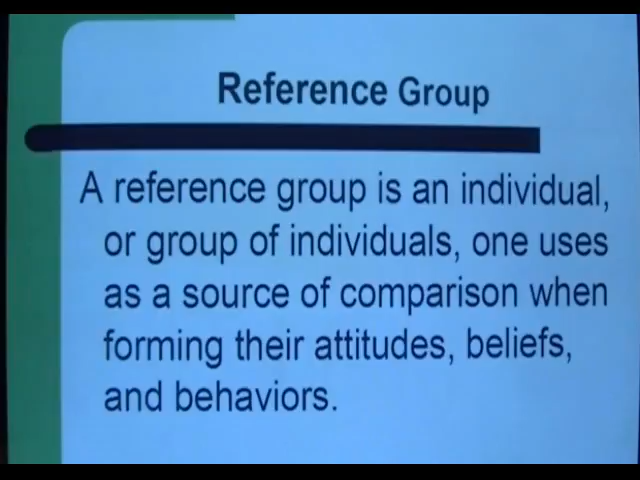 Reference Group
A reference group is an individual,
or group of individuals, one uses
as a source of comparison when
forming their attitudes, beliefs,
and behaviors.